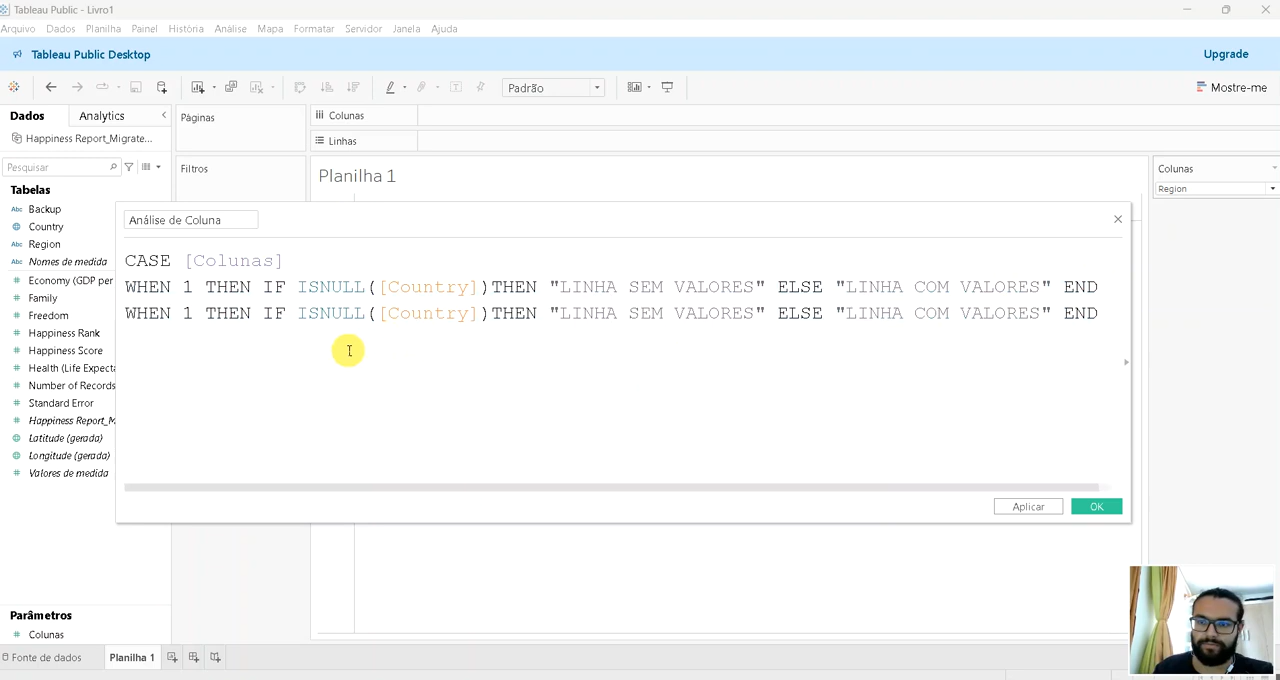 Tableau Public - Livro1
Arquivo Dados Planilha Painel História Análise Mapa Formatar Servidor Janela Ajuda
Tableau Public Desktop Upgrade
Padrão Mostre-me
Dados Analytics Páginas Colunas
Happiness Report_Migrate...
Linhas
Pesquisar Filtros
Planilha 1
Colunas
Region
Tabelas
Abc Backup
Country
Abc Region
Abc Nomes de medida
Economy (GDP per
Family
Freedom
Happiness Rank
Happiness Score
Health (Life Expect
Number of Records
Standard Error
Happiness Report_M
Latitude (gerada)
Longitude (gerada)
Valores de medida
Análise de Coluna
CASE [Colunas]
WHEN 1 THEN IF ISNULL([Country])THEN "LINHA SEM VALORES" ELSE "LINHA COM VALORES" END
WHEN 1 THEN IF ISNULL([Country])THEN "LINHA SEM VALORES" ELSE "LINHA COM VALORES" END
Aplicar OK
Parâmetros
Colunas
Fonte de dados Planilha 1